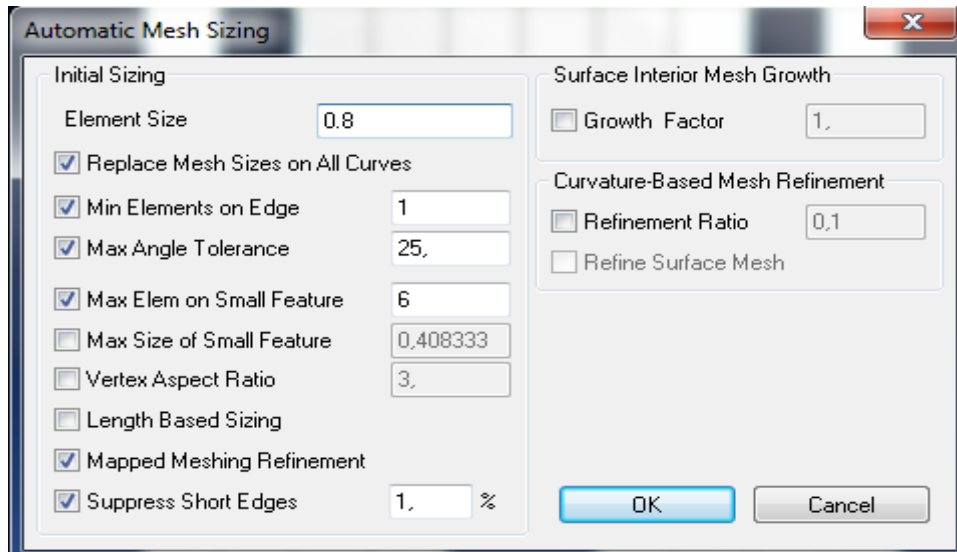 Automatic Mesh Sizing
Initial Sizing
Element Size 0.8
Replace Mesh Sizes on All Curves
Min Elements on Edge 1
Max Angle Tolerance 25,
Max Elem on Small Feature 6
Max Size of Small Feature 0,408333
Vertex Aspect Ratio 3,
Length Based Sizing
Mapped Meshing Refinement
Suppress Short Edges 1, %
Surface Interior Mesh Growth
Growth Factor 1,
Curvature-Based Mesh Refinement
Refinement Ratio 0,1
Refine Surface Mesh
OK Cancel